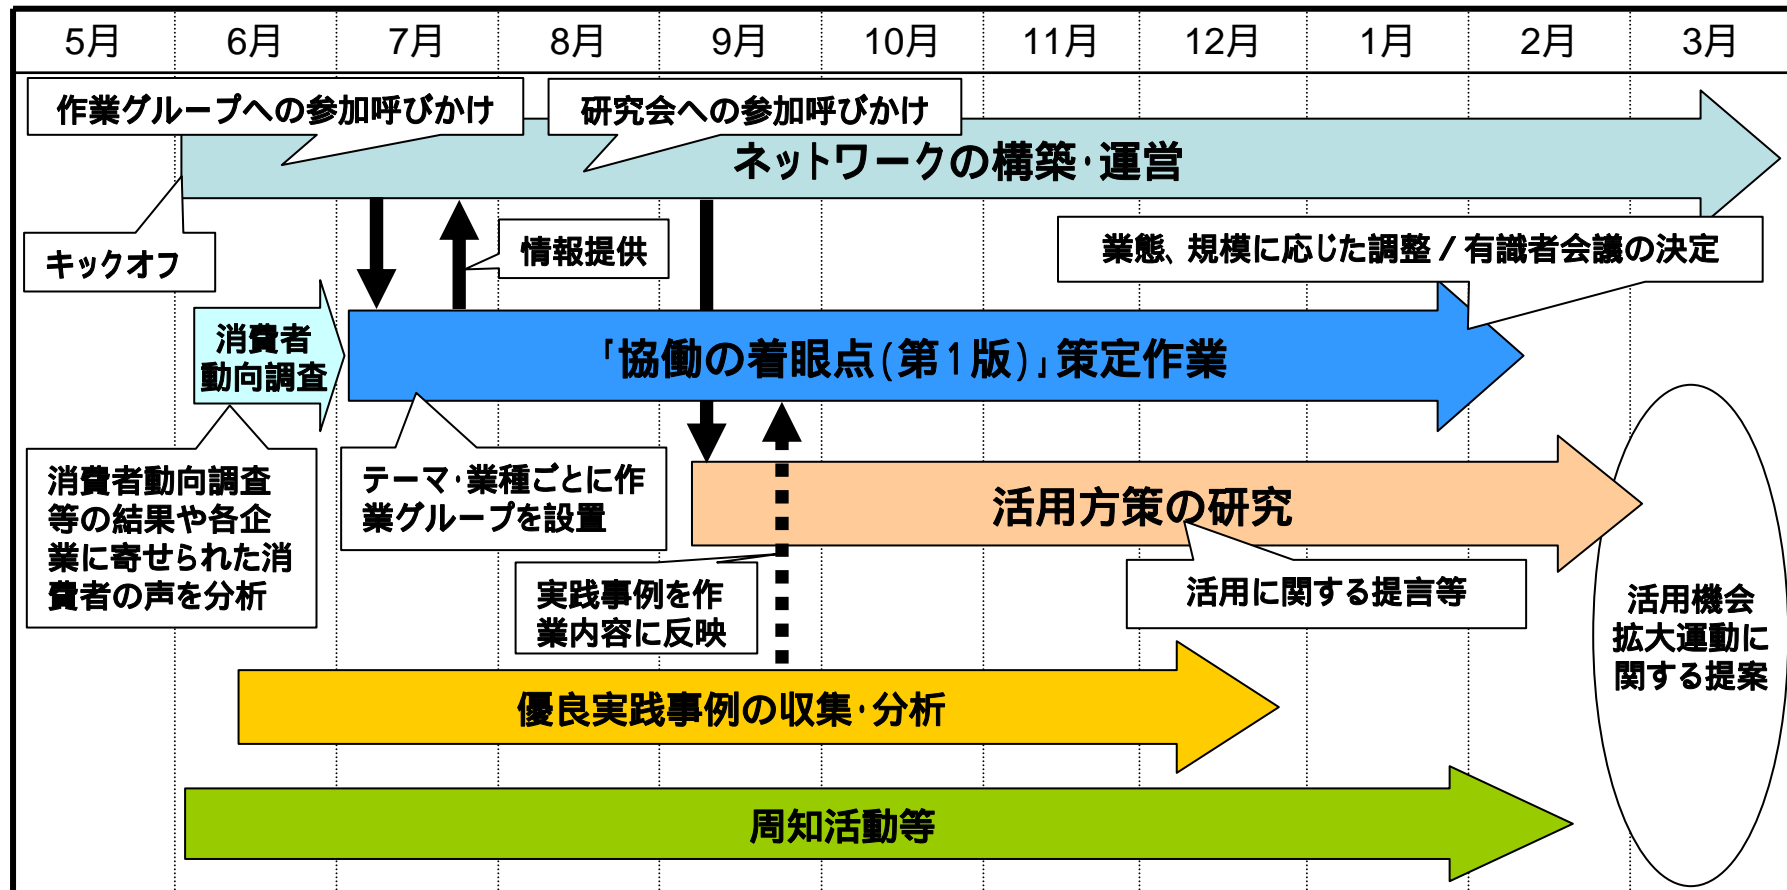 5月 6月 7月 8月 9月 10月 11月 12月 1月 2月 3月
作業グループへの参加呼びかけ
研究会への参加呼びかけ
ネットワークの構築・運営
キックオフ
情報提供
業態、規模に応じた調整/有識者会議の決定
消費者
動向調査
「協働の着眼点(第1版)」策定作業
消費者動向調査
等の結果や各企
業に寄せられた消
費者の声を分析
テーマ・業種ごとに作
業グループを設置
活用方策の研究
実践事例を作
業内容に反映
活用に関する提言等
活用機会
拡大運動に
関する提案
優良実践事例の収集・分析
周知活動等